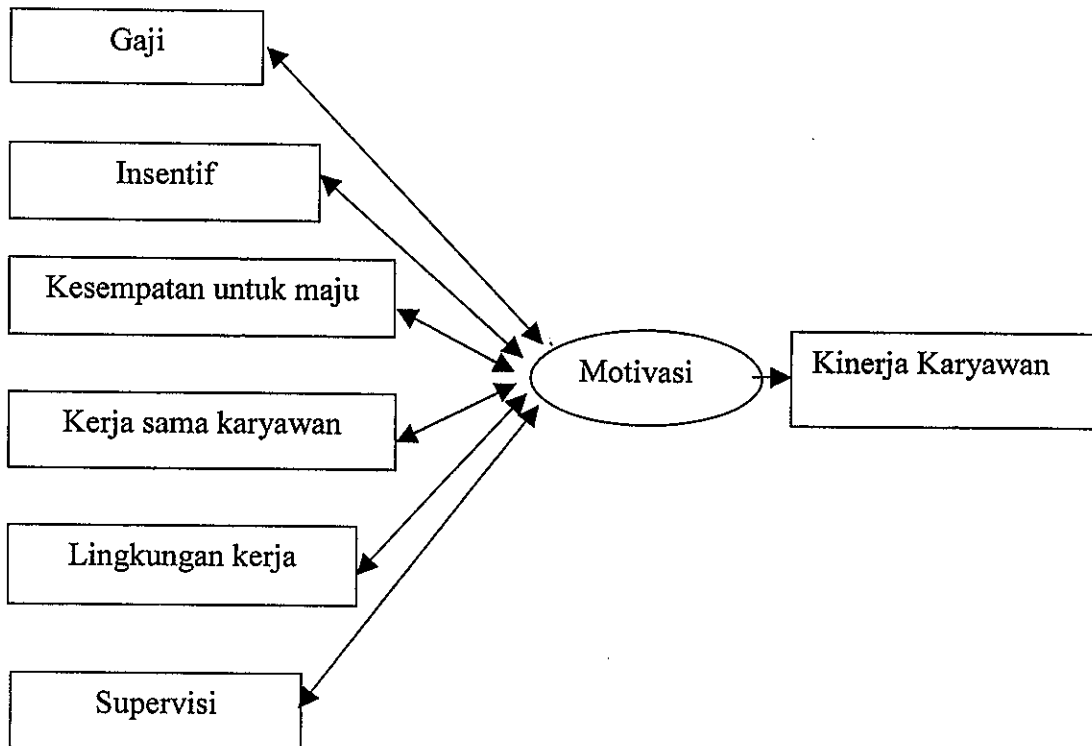 Gaji
Insentif
Kesempatan untuk maju
Kerja sama karyawan
Lingkungan kerja
Supervisi
Motivasi
Kinerja Karyawan